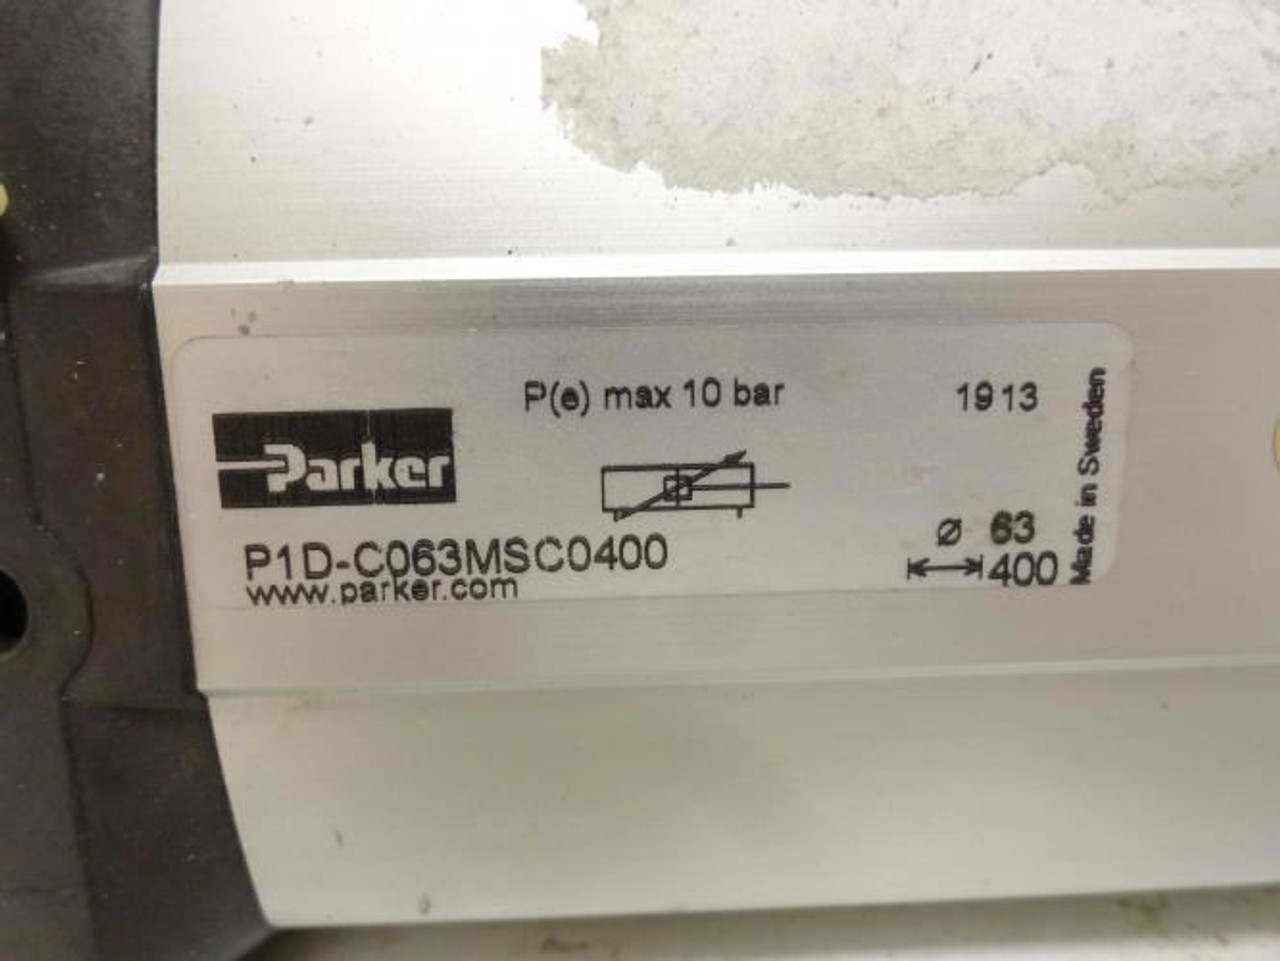 P(e) max 10 bar
1913
Parker
P1D-C063MSC0400
www.parker.com
Ø 63
400
Made in Sweden